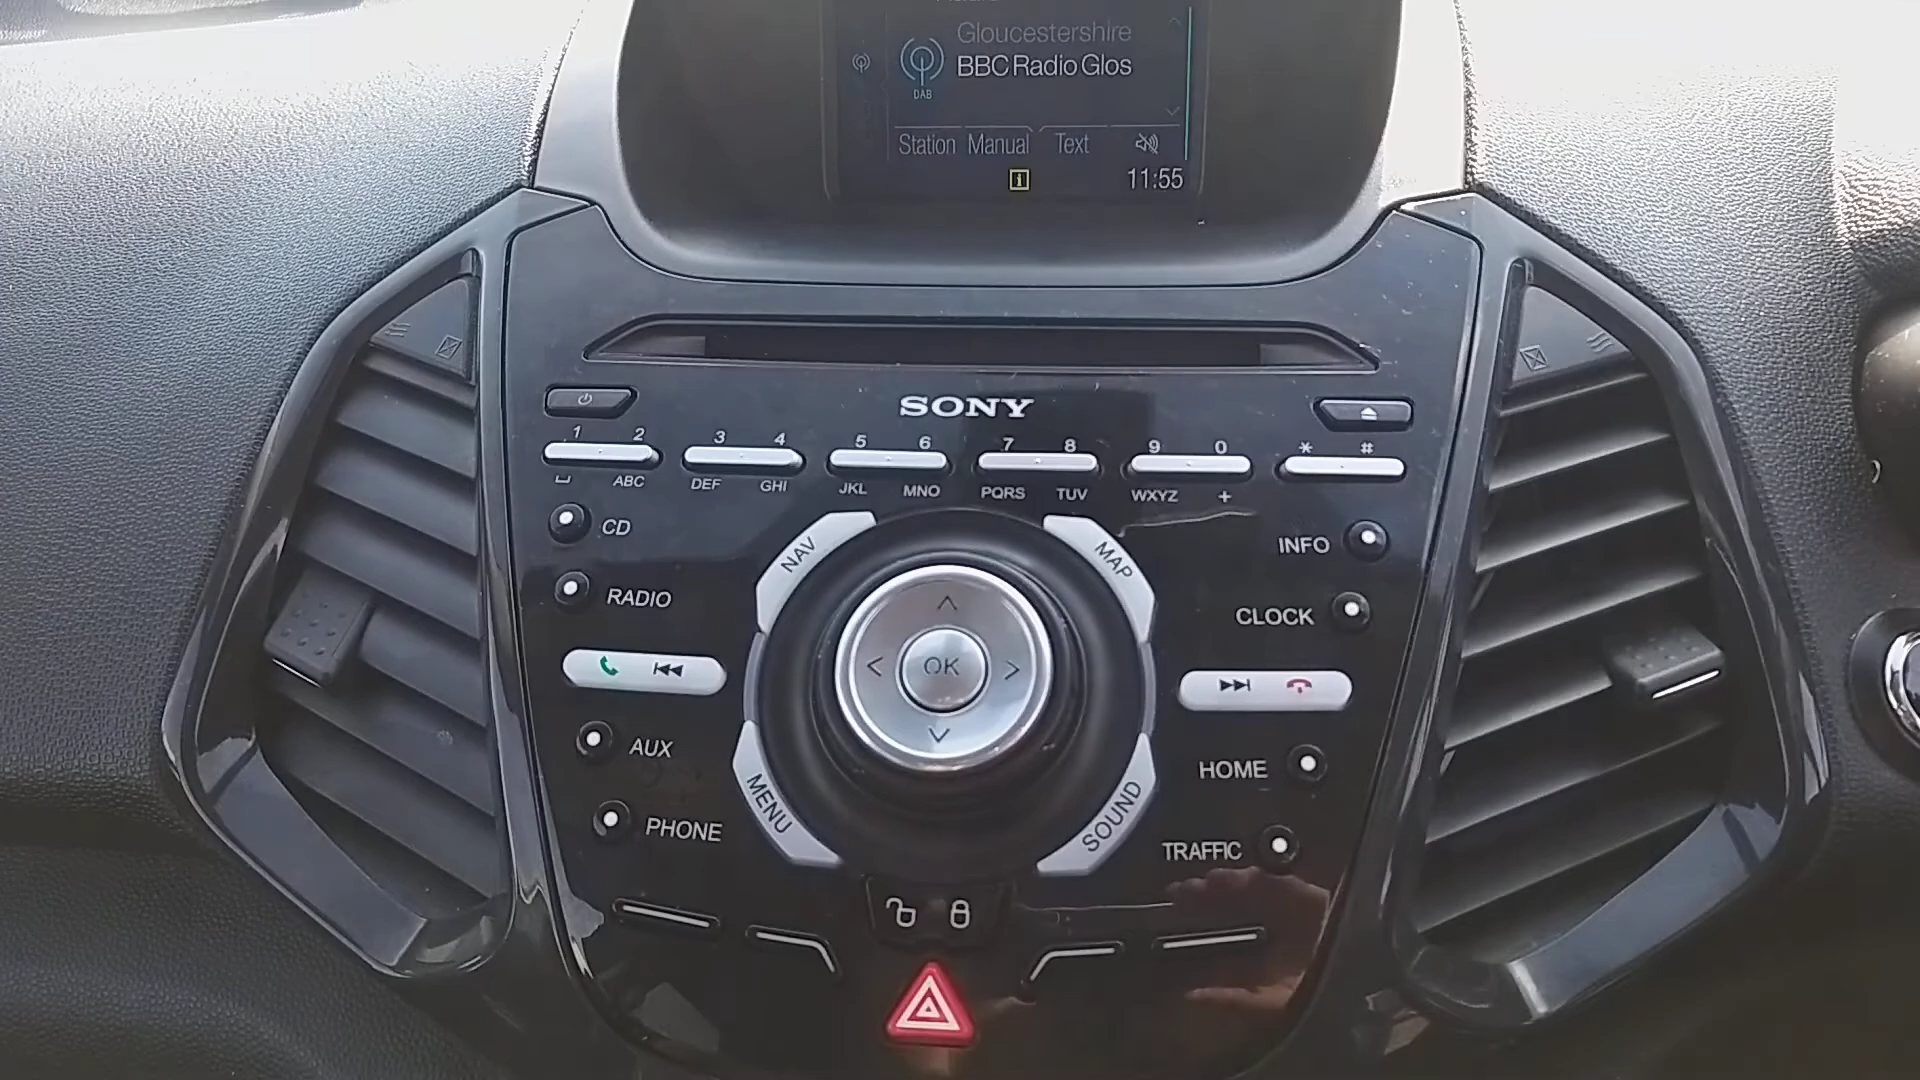 Gloucestershire
BBC Radio Glos
DAB
Station Manual Text
11:55
SONY
1 2 3 4 5 6 7 8 9 0 * #
ABC DEF GHI JKL MNO PQRS TUV WXYZ +
CD
NAV
MAP
INFO
RADIO
CLOCK
OK
AUX
HOME
MENU
SOUND
PHONE
TRAFFIC